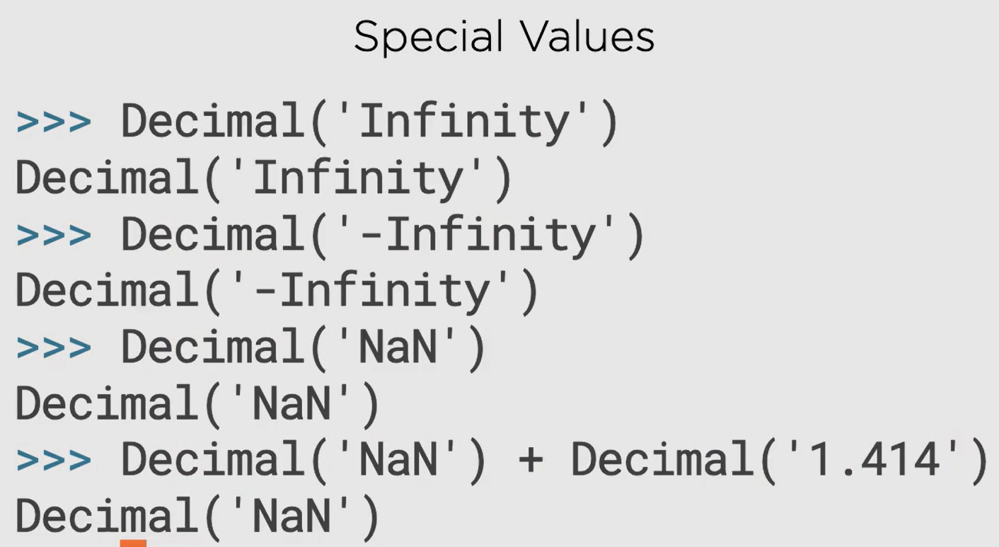 Special Values
>>> Decimal('Infinity')
Decimal('Infinity')
>>> Decimal('-Infinity')
Decimal('-Infinity')
>>> Decimal('NaN')
Decimal('NaN')
>>> Decimal('NaN') + Decimal('1.414')
Decimal('NaN')